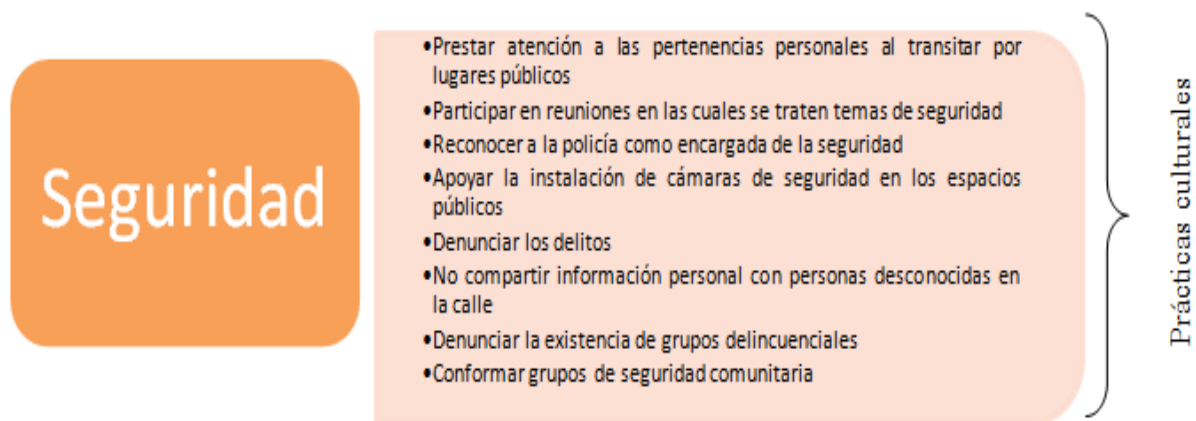 Seguridad
•Prestar atención a las pertenencias personales al transitar por
lugares públicos
•Participar en reuniones en las cuales se traten temas de seguridad
•Reconocer a la policía como encargada de la seguridad
•Apoyar la instalación de cámaras de seguridad en los espacios
públicos
•Denunciar los delitos
•No compartir información personal con personas desconocidas en
la calle
•Denunciar la existencia de grupos delincuenciales
•Conformar grupos de seguridad comunitaria
Prácticas culturales